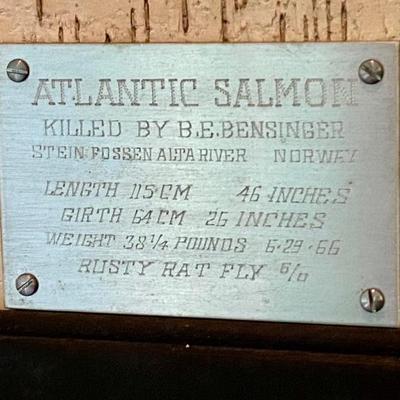 ATLANTIC SALMON
KILLED BY B.E.BENSINGER
STEIN FOSSEN ALTA RIVER NORWAY
LENGTH 115 CM 46 INCHES
GIRTH 64 CM 26 INCHES
WEIGHT 38 1/4 POUNDS 6·29·66
RUSTY RAT FLY 6/0